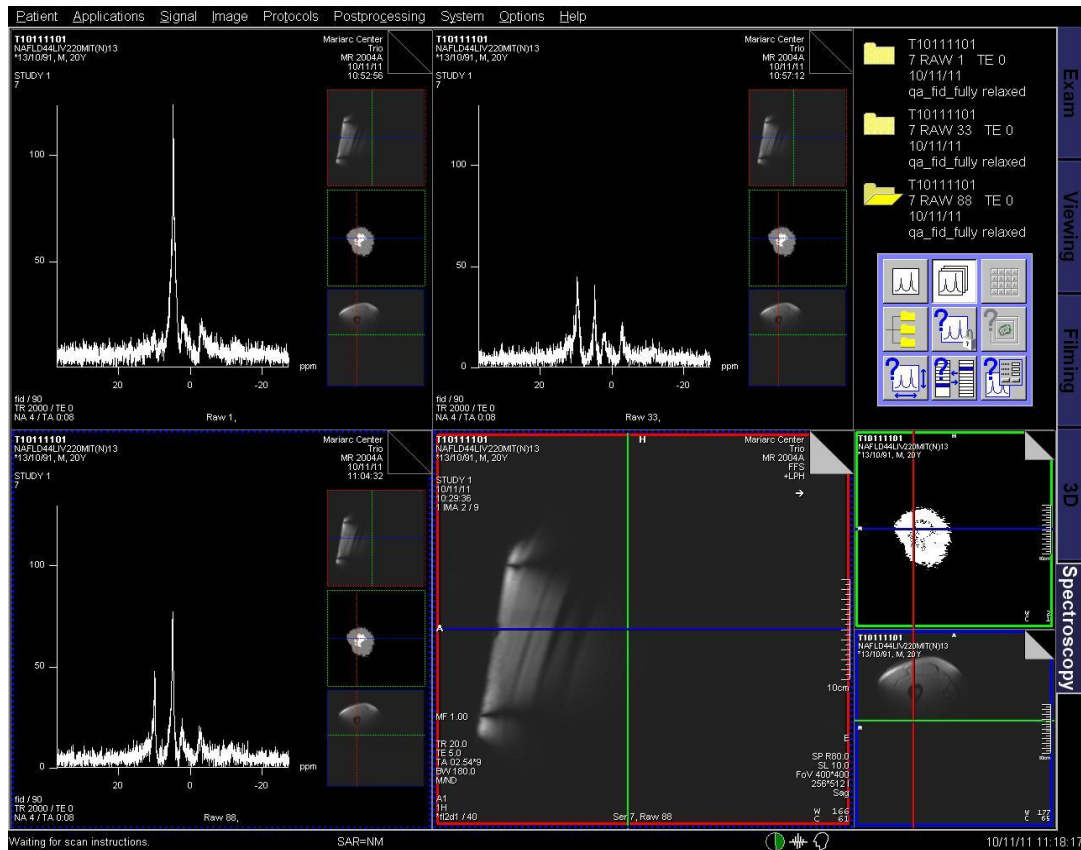 Patient Applications Signal Image Protocols Postprocessing System Options Help
T10111101
NAFLD44LIV220MIT(N)13
*13/10/91, M, 20Y
STUDY 1
7
Mariarc Center
Trio
MR 2004A
10/11/11
10:52:56
100
50
0
20 0 -20
ppm
fid / 90
TR 2000 / TE 0
NA 4 / TA 0:08
Raw 1,
T10111101
NAFLD44LIV220MIT(N)13
*13/10/91, M, 20Y
STUDY 1
7
Mariarc Center
Trio
MR 2004A
10/11/11
10:57:12
100
50
0
20 0 -20
ppm
fid / 90
TR 2000 / TE 0
NA 4 / TA 0:08
Raw 33,
T10111101
7 RAW 1 TE 0
10/11/11
qa_fid_fully relaxed
T10111101
7 RAW 33 TE 0
10/11/11
qa_fid_fully relaxed
T10111101
7 RAW 88 TE 0
10/11/11
qa_fid_fully relaxed
Exam
Viewing
Filming
3D
Spectroscopy
T10111101
NAFLD44LIV220MIT(N)13
*13/10/91, M, 20Y
STUDY 1
7
Mariarc Center
Trio
MR 2004A
10/11/11
11:04:32
100
50
0
20 0 -20
ppm
fid / 90
TR 2000 / TE 0
NA 4 / TA 0:08
Raw 88,
T10111101
NAFLD44LIV220MIT(N)13
*13/10/91, M, 20Y
STUDY 1
10/11/11
10:29:36
1 IMA 2 / 9
H
Mariarc Center
Trio
MR 2004A
FFS
+LPH
A
10cm
MF 1.00
TR 20.0
TE 5.0
TA 02:54*9
BW 180.0
M/ND
A1
1H
*fl2d1 / 40
Ser 7, Raw 88
SP R80.0
SL 10.0
FoV 400*400
256*512
Sag
W 166
C 61
T10111101
NAFLD44LIV220MIT(N)13
*13/10/91, M, 20Y
H
R
10cm
T10111101
NAFLD44LIV220MIT(N)13
*13/10/91, M, 20Y
A
R
10cm
W 177
C 65
Waiting for scan instructions.
SAR=NM
10/11/11 11:18:17